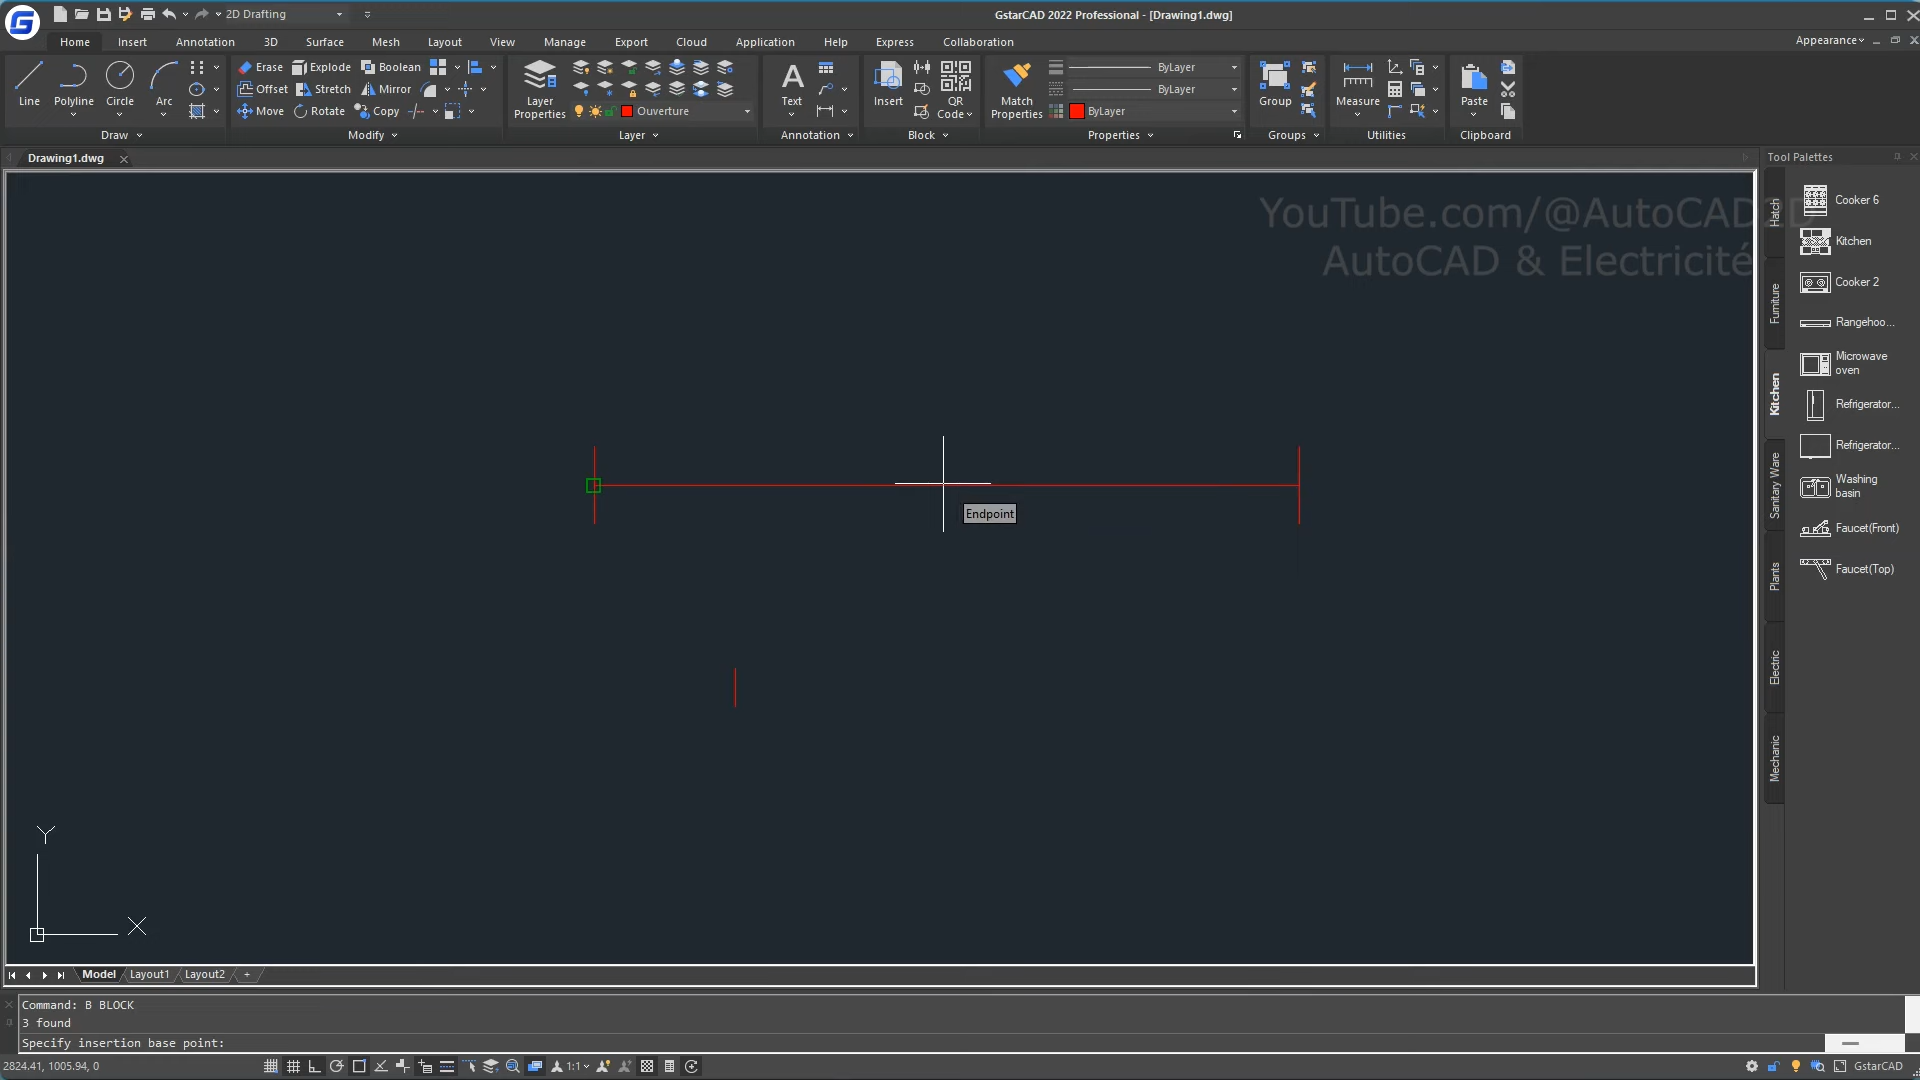 2D Drafting
GstarCAD 2022 Professional - [Drawing1.dwg]
Home Insert Annotation 3D Surface Mesh Layout View Manage Export Cloud Application Help Express Collaboration
Appearance
Line Polyline Circle Arc
Erase Explode Boolean
Offset Stretch Mirror
Move Rotate Copy
Layer Properties
Ouverture
Text
Insert
QR Code
Match Properties
ByLayer
ByLayer
ByLayer
Group
Measure
Paste
Draw Modify Layer Annotation Block Properties Groups Utilities Clipboard
Drawing1.dwg
Tool Palettes
YouTube.com/@AutoCAD2D
AutoCAD & Electricité
Hatch
Furniture
Kitchen
Sanitary Ware
Plants
Electric
Mechanic
Cooker 6
Kitchen
Cooker 2
Rangehoo...
Microwave
oven
Refrigerator...
Refrigerator...
Washing
basin
Faucet(Front)
Faucet(Top)
Endpoint
Y
X
Model Layout1 Layout2 +
Command: B BLOCK
3 found
Specify insertion base point:
2824.41, 1005.94, 0
1:1
GstarCAD